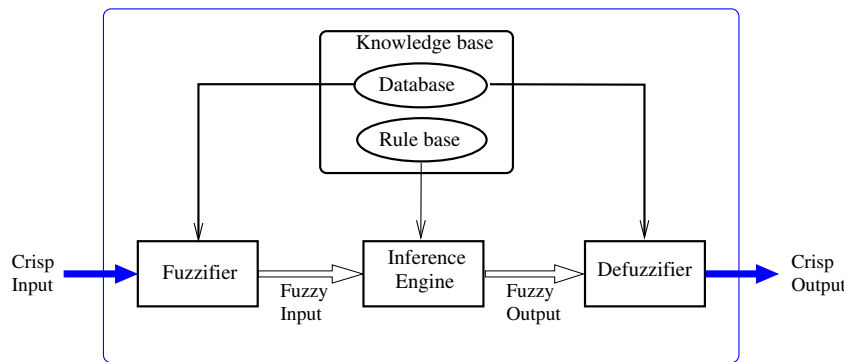 Knowledge base
Database
Rule base
Crisp
Input
Fuzzifier
Fuzzy
Input
Inference
Engine
Fuzzy
Output
Defuzzifier
Crisp
Output